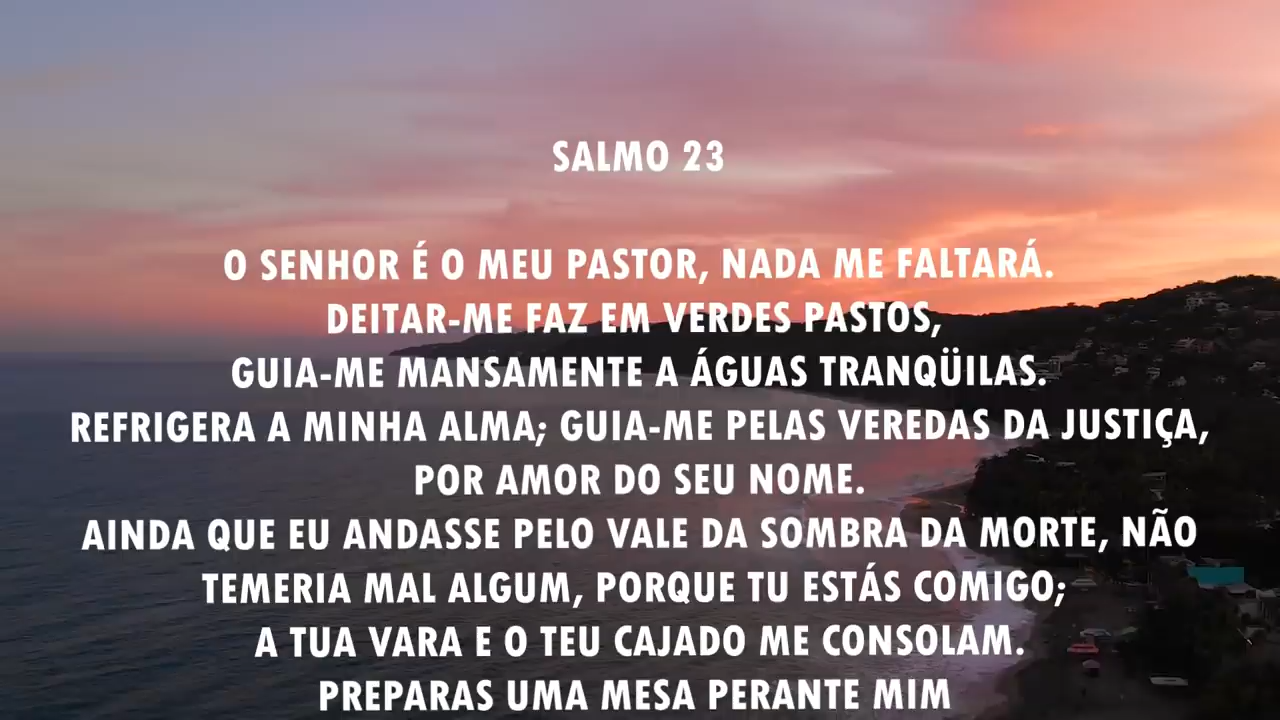 SALMO 23
O SENHOR É O MEU PASTOR, NADA ME FALTARÁ.
DEITAR-ME FAZ EM VERDES PASTOS,
GUIA-ME MANSAMENTE A ÁGUAS TRANQÜILAS.
REFRIGERA A MINHA ALMA; GUIA-ME PELAS VEREDAS DA JUSTIÇA,
POR AMOR DO SEU NOME.
AINDA QUE EU ANDASSE PELO VALE DA SOMBRA DA MORTE, NÃO
TEMERIA MAL ALGUM, PORQUE TU ESTÁS COMIGO;
A TUA VARA E O TEU CAJADO ME CONSOLAM.
PREPARAS UMA MESA PERANTE MIM